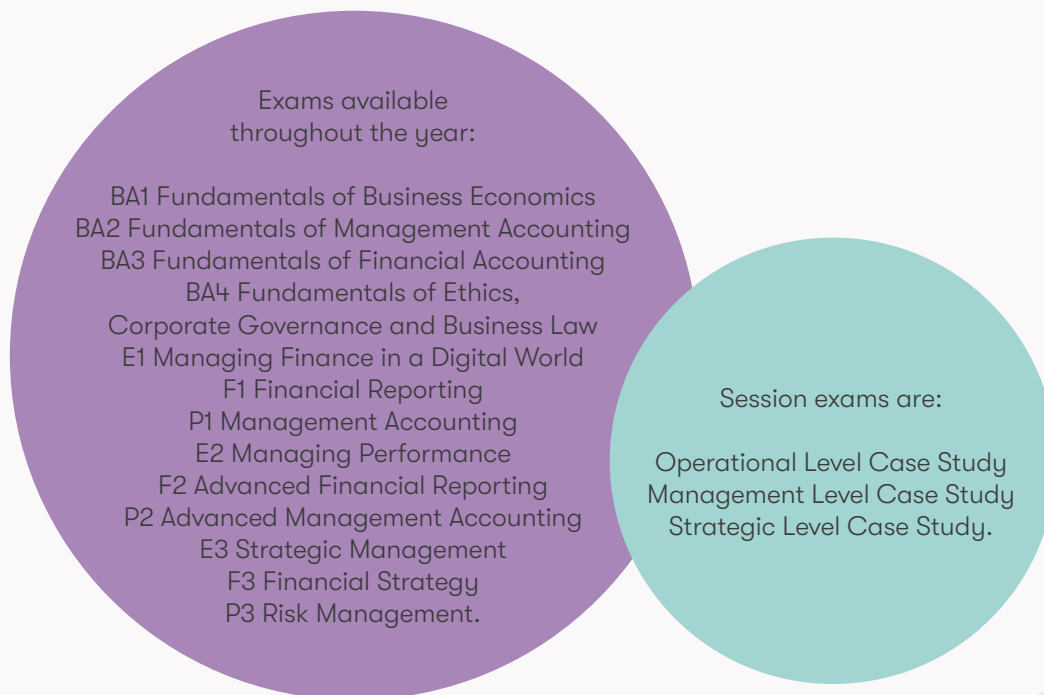 Exams available
throughout the year:
BA1 Fundamentals of Business Economics
BA2 Fundamentals of Management Accounting
BA3 Fundamentals of Financial Accounting
BA4 Fundamentals of Ethics,
Corporate Governance and Business Law
E1 Managing Finance in a Digital World
F1 Financial Reporting
P1 Management Accounting
E2 Managing Performance
F2 Advanced Financial Reporting
P2 Advanced Management Accounting
E3 Strategic Management
F3 Financial Strategy
P3 Risk Management.
Session exams are:
Operational Level Case Study
Management Level Case Study
Strategic Level Case Study.